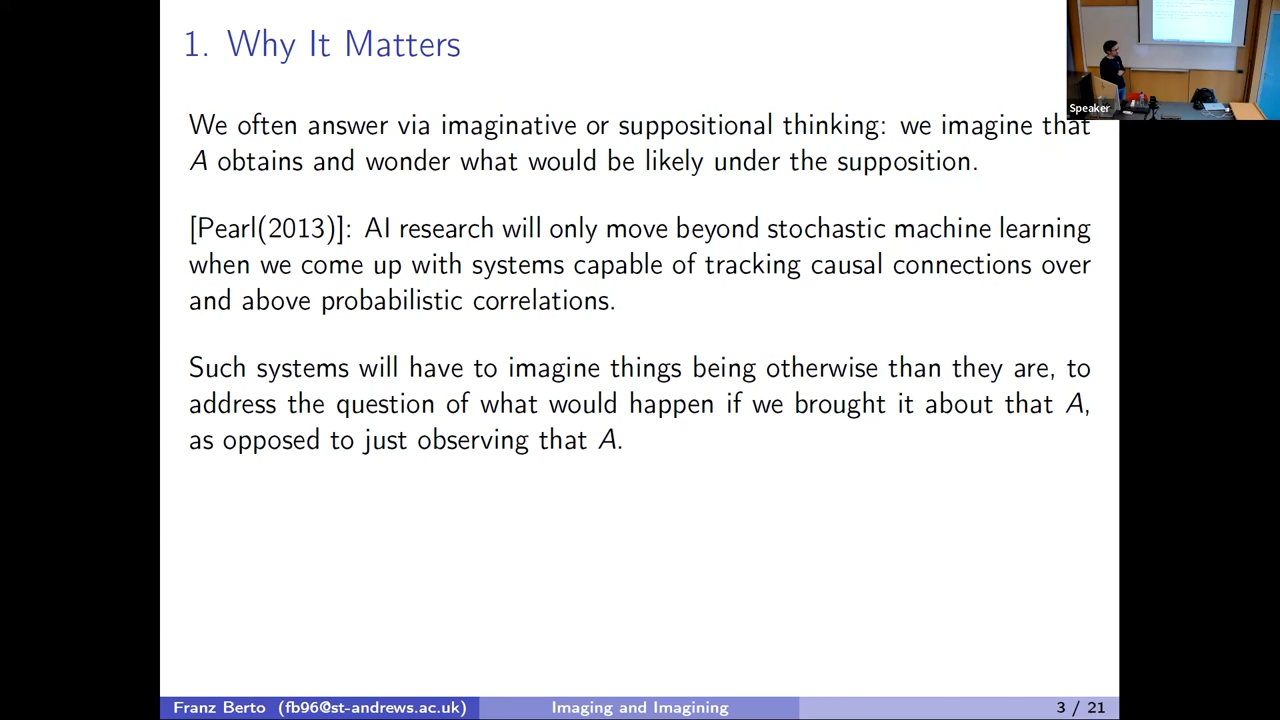 1. Why It Matters
We often answer via imaginative or suppositional thinking: we imagine that
A obtains and wonder what would be likely under the supposition.
[Pearl(2013)]: AI research will only move beyond stochastic machine learning
when we come up with systems capable of tracking causal connections over
and above probabilistic correlations.
Such systems will have to imagine things being otherwise than they are, to
address the question of what would happen if we brought it about that A,
as opposed to just observing that A.
Speaker
Franz Berto (fb96@st-andrews.ac.uk)
Imaging and Imagining
3 / 21